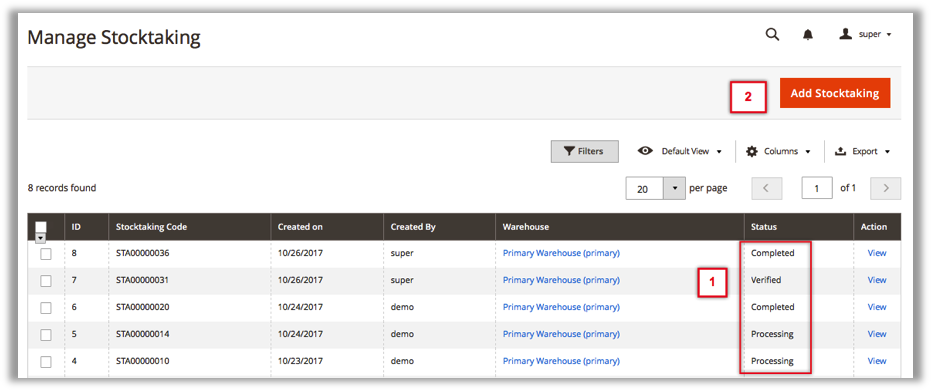 Manage Stocktaking
super
2
Add Stocktaking
Filters Default View Columns Export
8 records found
20 per page 1 of 1
ID Stocktaking Code Created on Created By Warehouse Status Action
8 STA00000036 10/26/2017 super Primary Warehouse (primary) Completed View
7 STA00000031 10/26/2017 super Primary Warehouse (primary) 1 Verified View
6 STA00000020 10/24/2017 demo Primary Warehouse (primary) Completed View
5 STA00000014 10/24/2017 demo Primary Warehouse (primary) Processing View
4 STA00000010 10/23/2017 demo Primary Warehouse (primary) Processing View